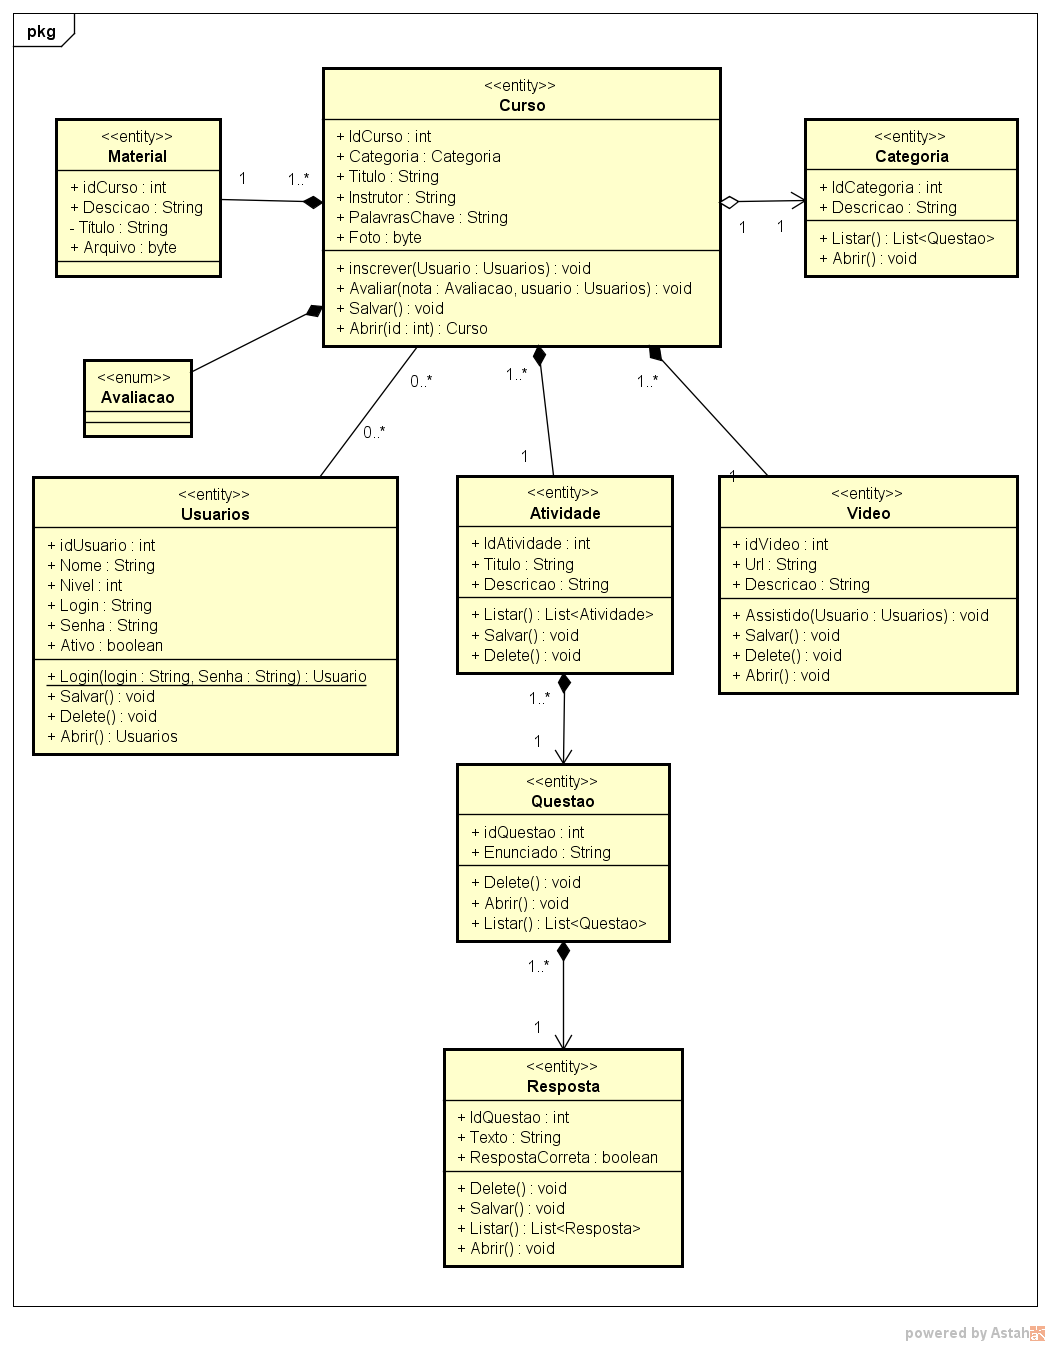 pkg
<<entity>>
Curso
+ IdCurso : int
+ Categoria : Categoria
+ Titulo : String
+ Instrutor : String
+ PalavrasChave : String
+ Foto : byte
+ inscrever(Usuario : Usuarios) : void
+ Avaliar(nota : Avaliacao, usuario : Usuarios) : void
+ Salvar() : void
+ Abrir(id : int) : Curso
<<entity>>
Material
+ idCurso : int
+ Descicao : String
- Título : String
+ Arquivo : byte
1
1..*
<<entity>>
Categoria
+ IdCategoria : int
+ Descricao : String
+ Listar() : List<Questao>
+ Abrir() : void
1
1
<<enum>>
Avaliacao
0..*
0..*
1..*
1
1..*
1
<<entity>>
Usuarios
+ idUsuario : int
+ Nome : String
+ Nivel : int
+ Login : String
+ Senha : String
+ Ativo : boolean
+ Login(login : String, Senha : String) : Usuario
+ Salvar() : void
+ Delete() : void
+ Abrir() : Usuarios
<<entity>>
Atividade
+ IdAtividade : int
+ Titulo : String
+ Descricao : String
+ Listar() : List<Atividade>
+ Salvar() : void
+ Delete() : void
<<entity>>
Video
+ idVideo : int
+ Url : String
+ Descricao : String
+ Assistido(Usuario : Usuarios) : void
+ Salvar() : void
+ Delete() : void
+ Abrir() : void
1..*
1
<<entity>>
Questao
+ idQuestao : int
+ Enunciado : String
+ Delete() : void
+ Abrir() : void
+ Listar() : List<Questao>
1..*
1
<<entity>>
Resposta
+ IdQuestao : int
+ Texto : String
+ RespostaCorreta : boolean
+ Delete() : void
+ Salvar() : void
+ Listar() : List<Resposta>
+ Abrir() : void
powered by Astah